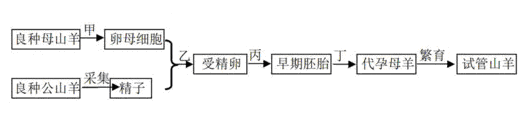 良种母山羊 甲 卵母细胞
乙 受精卵 丙 早期胚胎 丁 代孕母羊 繁育 试管山羊
良种公山羊 采集 精子